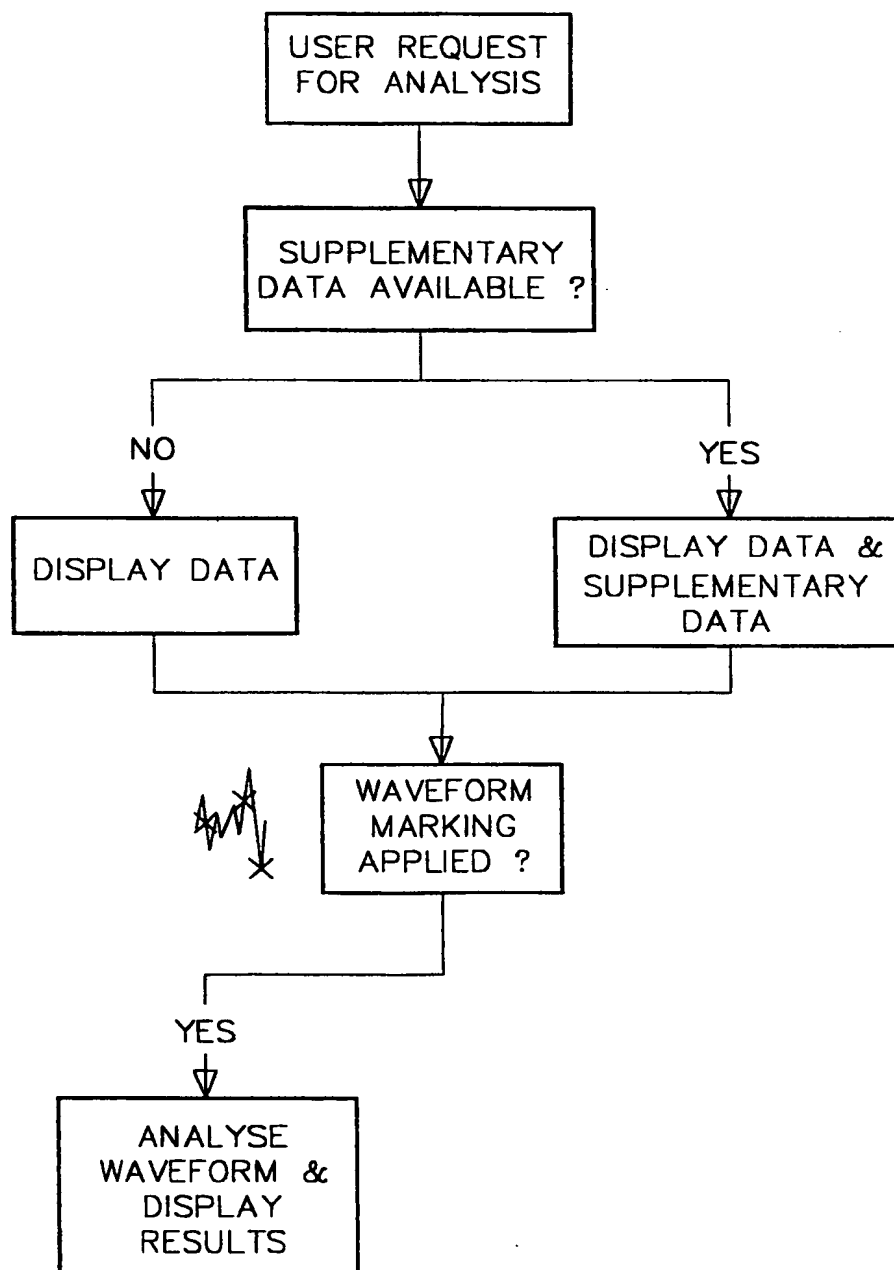 USER REQUEST
FOR ANALYSIS
SUPPLEMENTARY
DATA AVAILABLE ?
NO
YES
DISPLAY DATA
DISPLAY DATA &
SUPPLEMENTARY
DATA
WAVEFORM
MARKING
APPLIED ?
YES
ANALYSE
WAVEFORM &
DISPLAY
RESULTS